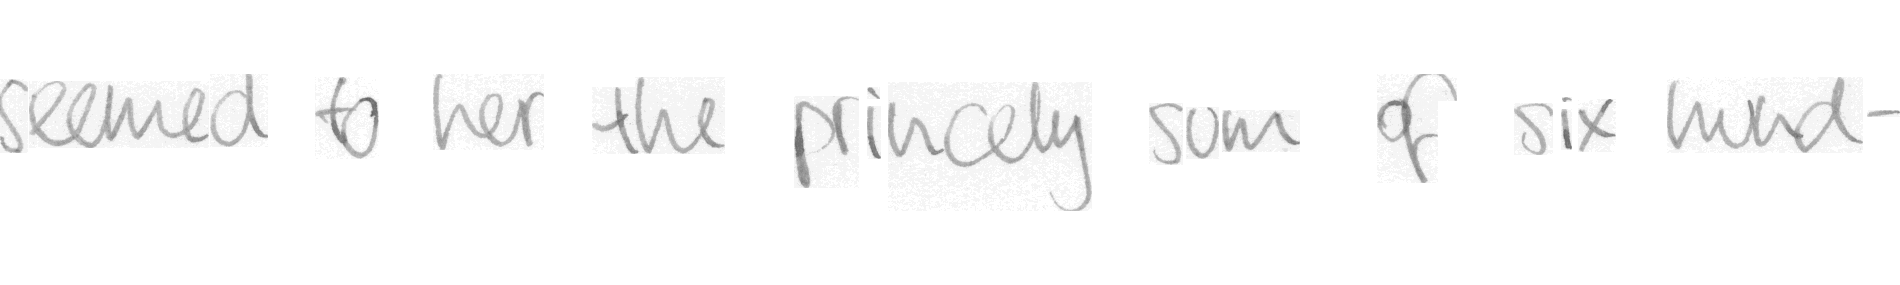 seemed to her the princely sum of six hund-